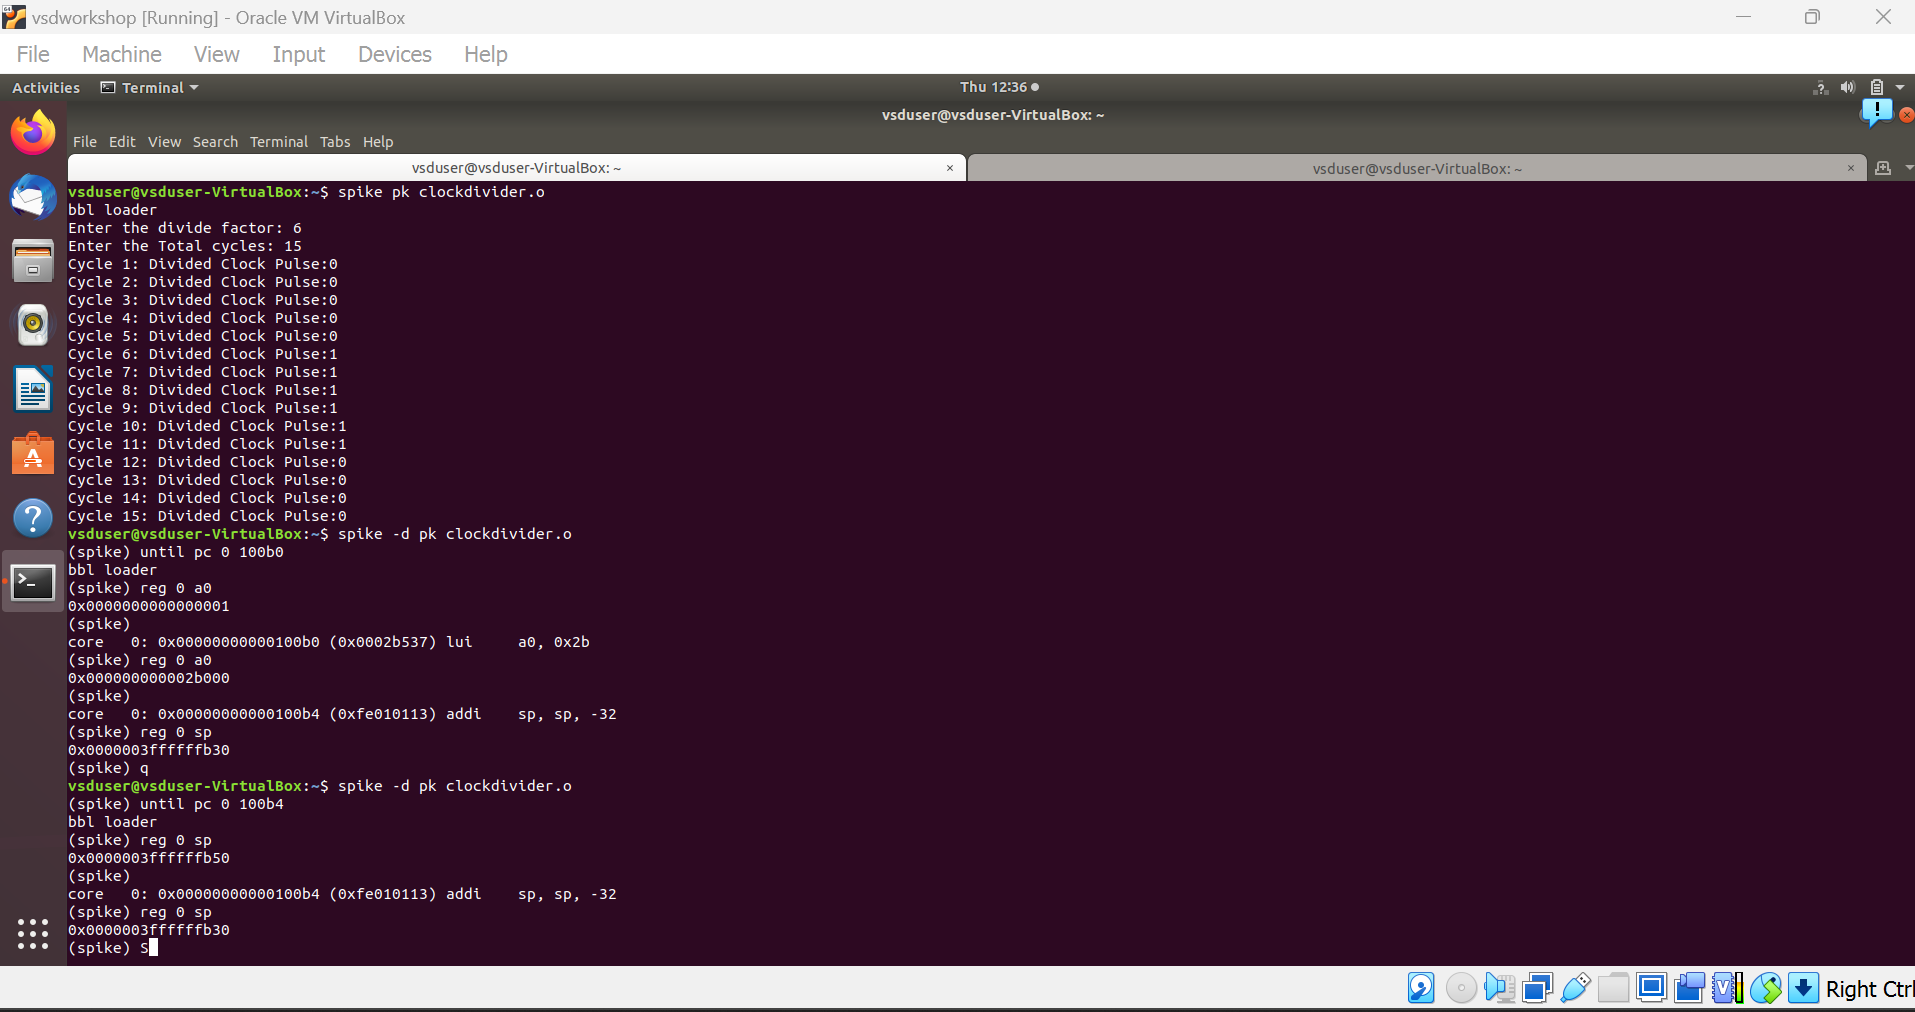 vsdworkshop [Running] - Oracle VM VirtualBox
File Machine View Input Devices Help
Activities Terminal Thu 12:36
vsduser@vsduser-VirtualBox: ~
File Edit View Search Terminal Tabs Help
vsduser@vsduser-VirtualBox: ~ × vsduser@vsduser-VirtualBox: ~ ×
vsduser@vsduser-VirtualBox:~$ spike pk clockdivider.o
bbl loader
Enter the divide factor: 6
Enter the Total cycles: 15
Cycle 1: Divided Clock Pulse:0
Cycle 2: Divided Clock Pulse:0
Cycle 3: Divided Clock Pulse:0
Cycle 4: Divided Clock Pulse:0
Cycle 5: Divided Clock Pulse:0
Cycle 6: Divided Clock Pulse:1
Cycle 7: Divided Clock Pulse:1
Cycle 8: Divided Clock Pulse:1
Cycle 9: Divided Clock Pulse:1
Cycle 10: Divided Clock Pulse:1
Cycle 11: Divided Clock Pulse:1
Cycle 12: Divided Clock Pulse:0
Cycle 13: Divided Clock Pulse:0
Cycle 14: Divided Clock Pulse:0
Cycle 15: Divided Clock Pulse:0
vsduser@vsduser-VirtualBox:~$ spike -d pk clockdivider.o
(spike) until pc 0 100b0
bbl loader
(spike) reg 0 a0
0x0000000000000001
(spike)
core   0: 0x00000000000100b0 (0x0002b537) lui     a0, 0x2b
(spike) reg 0 a0
0x000000000002b000
(spike)
core   0: 0x00000000000100b4 (0xfe010113) addi    sp, sp, -32
(spike) reg 0 sp
0x0000003ffffffb30
(spike) q
vsduser@vsduser-VirtualBox:~$ spike -d pk clockdivider.o
(spike) until pc 0 100b4
bbl loader
(spike) reg 0 sp
0x0000003ffffffb50
(spike)
core   0: 0x00000000000100b4 (0xfe010113) addi    sp, sp, -32
(spike) reg 0 sp
0x0000003ffffffb30
(spike) S
Right Ctrl